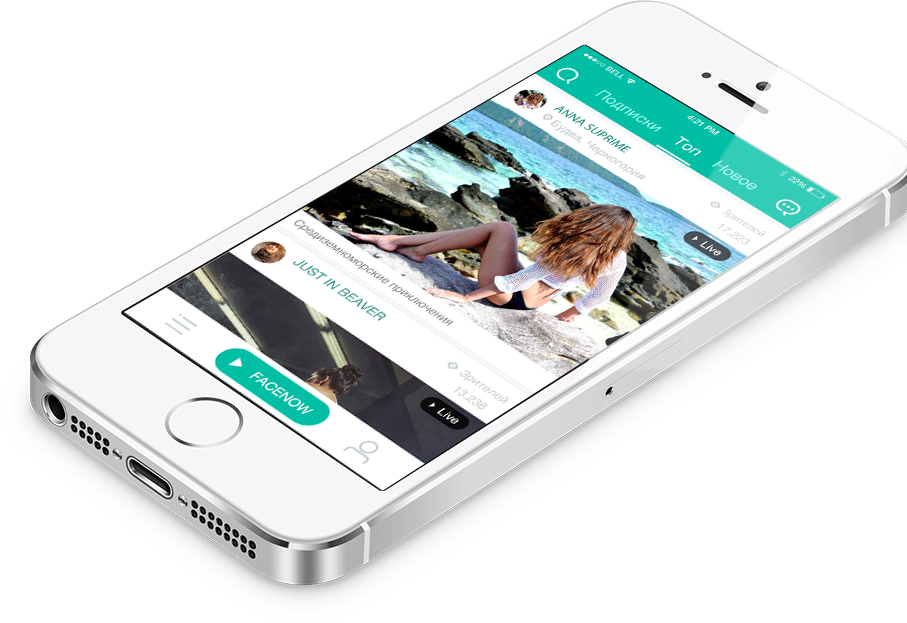 BELL
4:21 PM
22%
Подписки
Топ
Новое
ANNA SUPRIME
Будва, Черногория
Зрителей
17.223
Live
Средиземноморские приключения
JUST IN BEAVER
Зрителей
13.236
Live
FACENOW